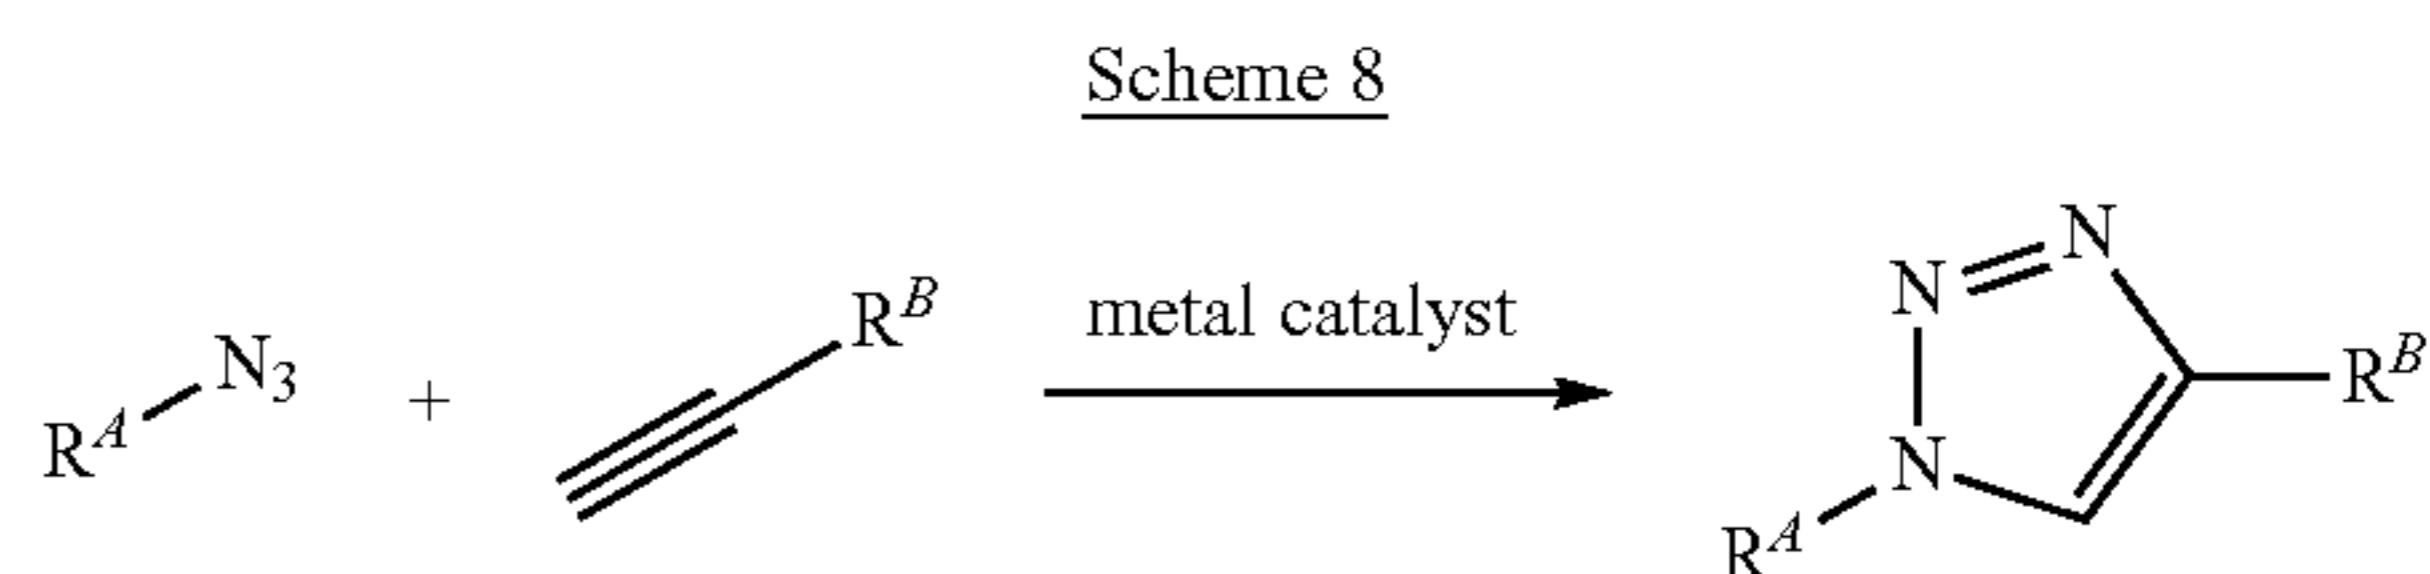 Scheme 8
R^A N₃ + R^B metal catalyst N N N R^A R^B